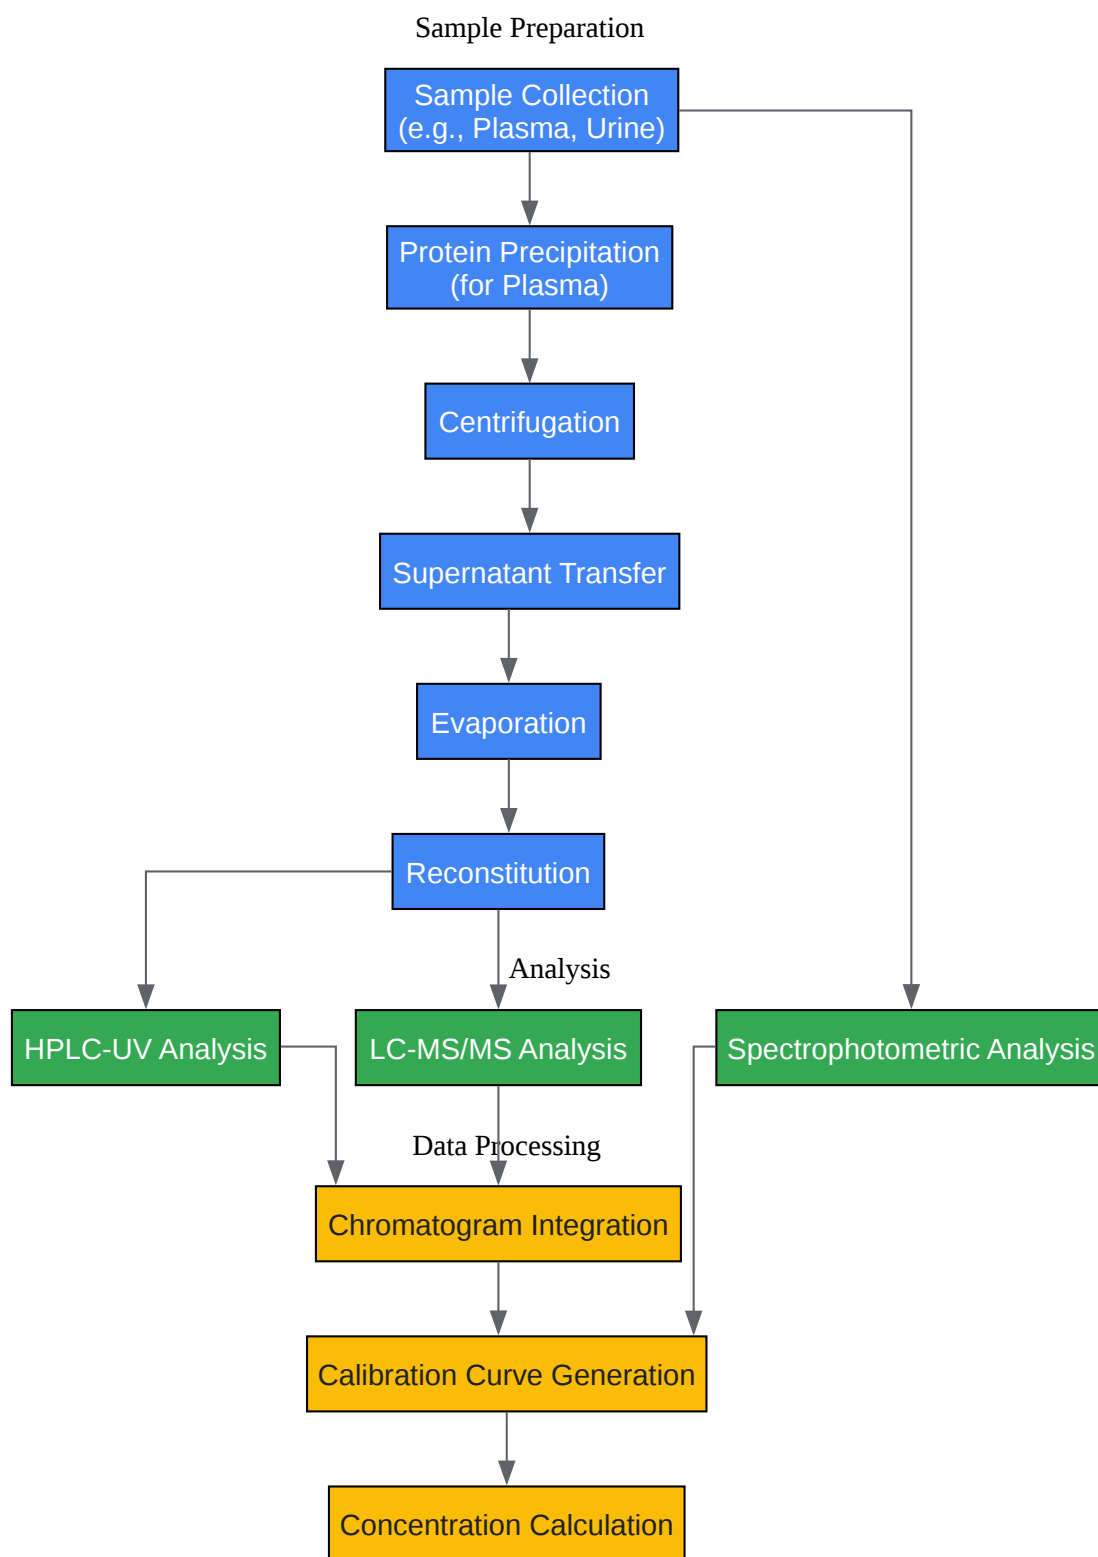 Sample Preparation
Sample Collection
(e.g., Plasma, Urine)
Protein Precipitation
(for Plasma)
Centrifugation
Supernatant Transfer
Evaporation
Reconstitution
Analysis
HPLC-UV Analysis
LC-MS/MS Analysis
Spectrophotometric Analysis
Data Processing
Chromatogram Integration
Calibration Curve Generation
Concentration Calculation